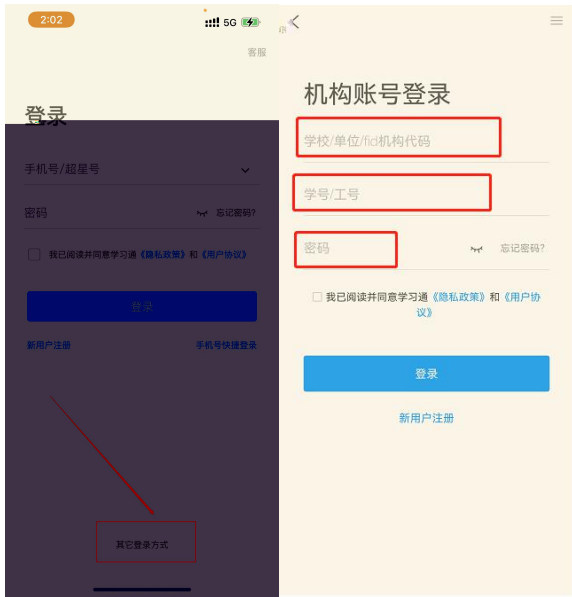 2:02
5G
客服
登录
手机号/超星号
密码
忘记密码?
我已阅读并同意学习通《隐私政策》和《用户协议》
登录
新用户注册
手机号快捷登录
其它登录方式
机构账号登录
学校/单位/fid机构代码
学号/工号
密码
忘记密码?
我已阅读并同意学习通《隐私政策》和《用户协
议》
登录
新用户注册